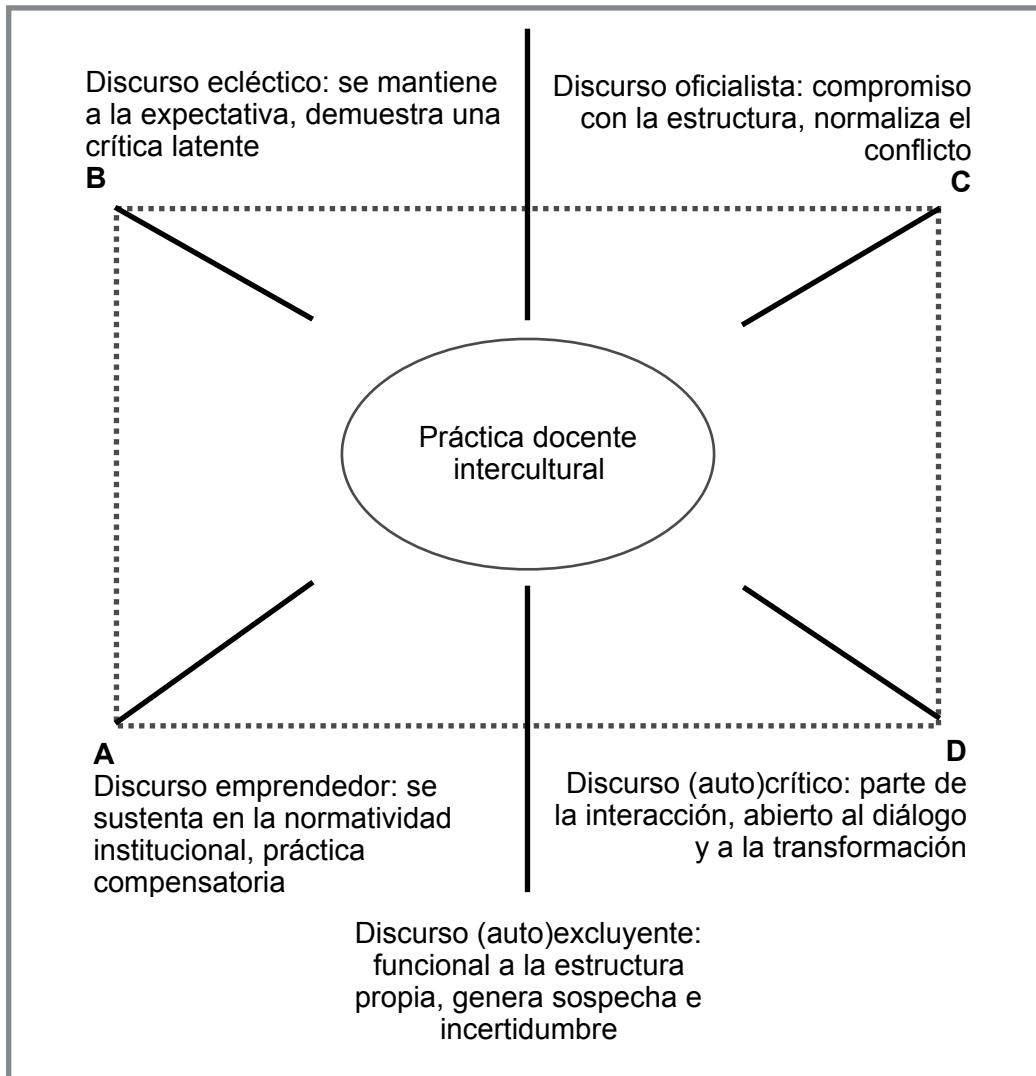 Discurso ecléctico: se mantiene
a la expectativa, demuestra una
crítica latente
B
Discurso oficialista: compromiso
con la estructura, normaliza el
conflicto
C
Práctica docente
intercultural
A
Discurso emprendedor: se
sustenta en la normatividad
institucional, práctica
compensatoria
D
Discurso (auto)crítico: parte de
la interacción, abierto al diálogo
y a la transformación
Discurso (auto)excluyente:
funcional a la estructura
propia, genera sospecha e
incertidumbre